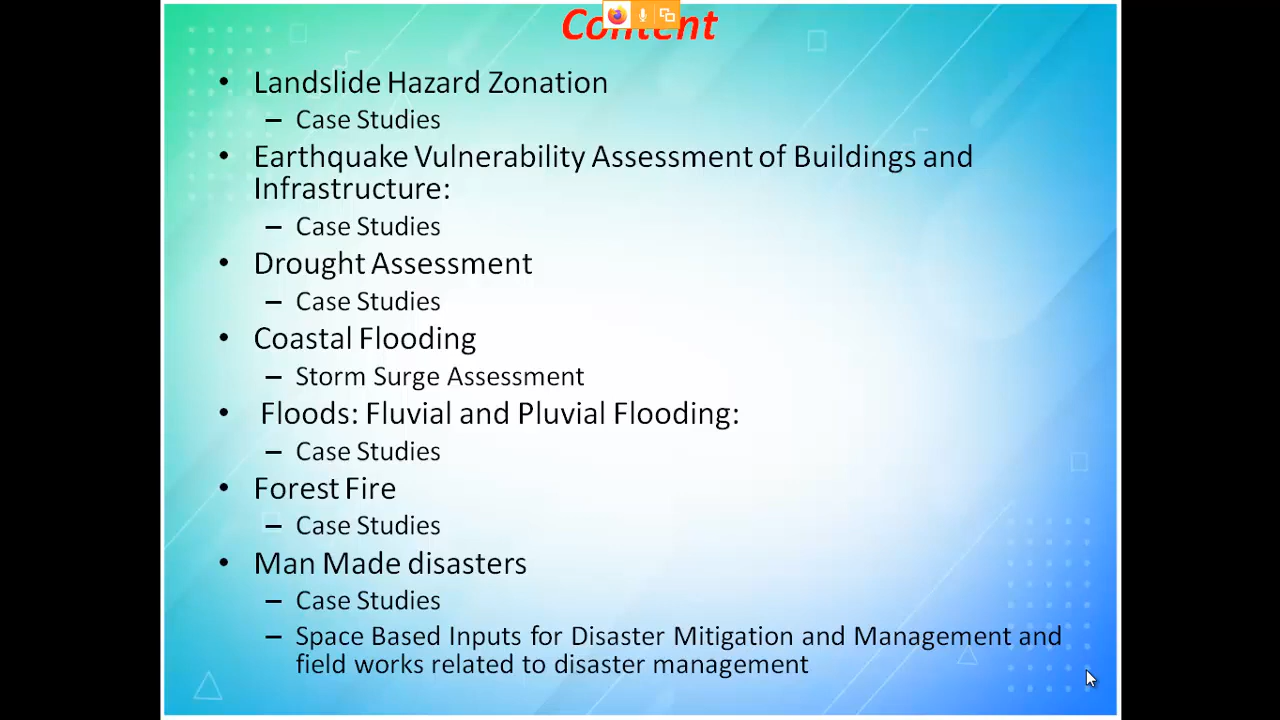 Content
• Landslide Hazard Zonation
– Case Studies
• Earthquake Vulnerability Assessment of Buildings and
Infrastructure:
– Case Studies
• Drought Assessment
– Case Studies
• Coastal Flooding
– Storm Surge Assessment
• Floods: Fluvial and Pluvial Flooding:
– Case Studies
• Forest Fire
– Case Studies
• Man Made disasters
– Case Studies
– Space Based Inputs for Disaster Mitigation and Management and
field works related to disaster management